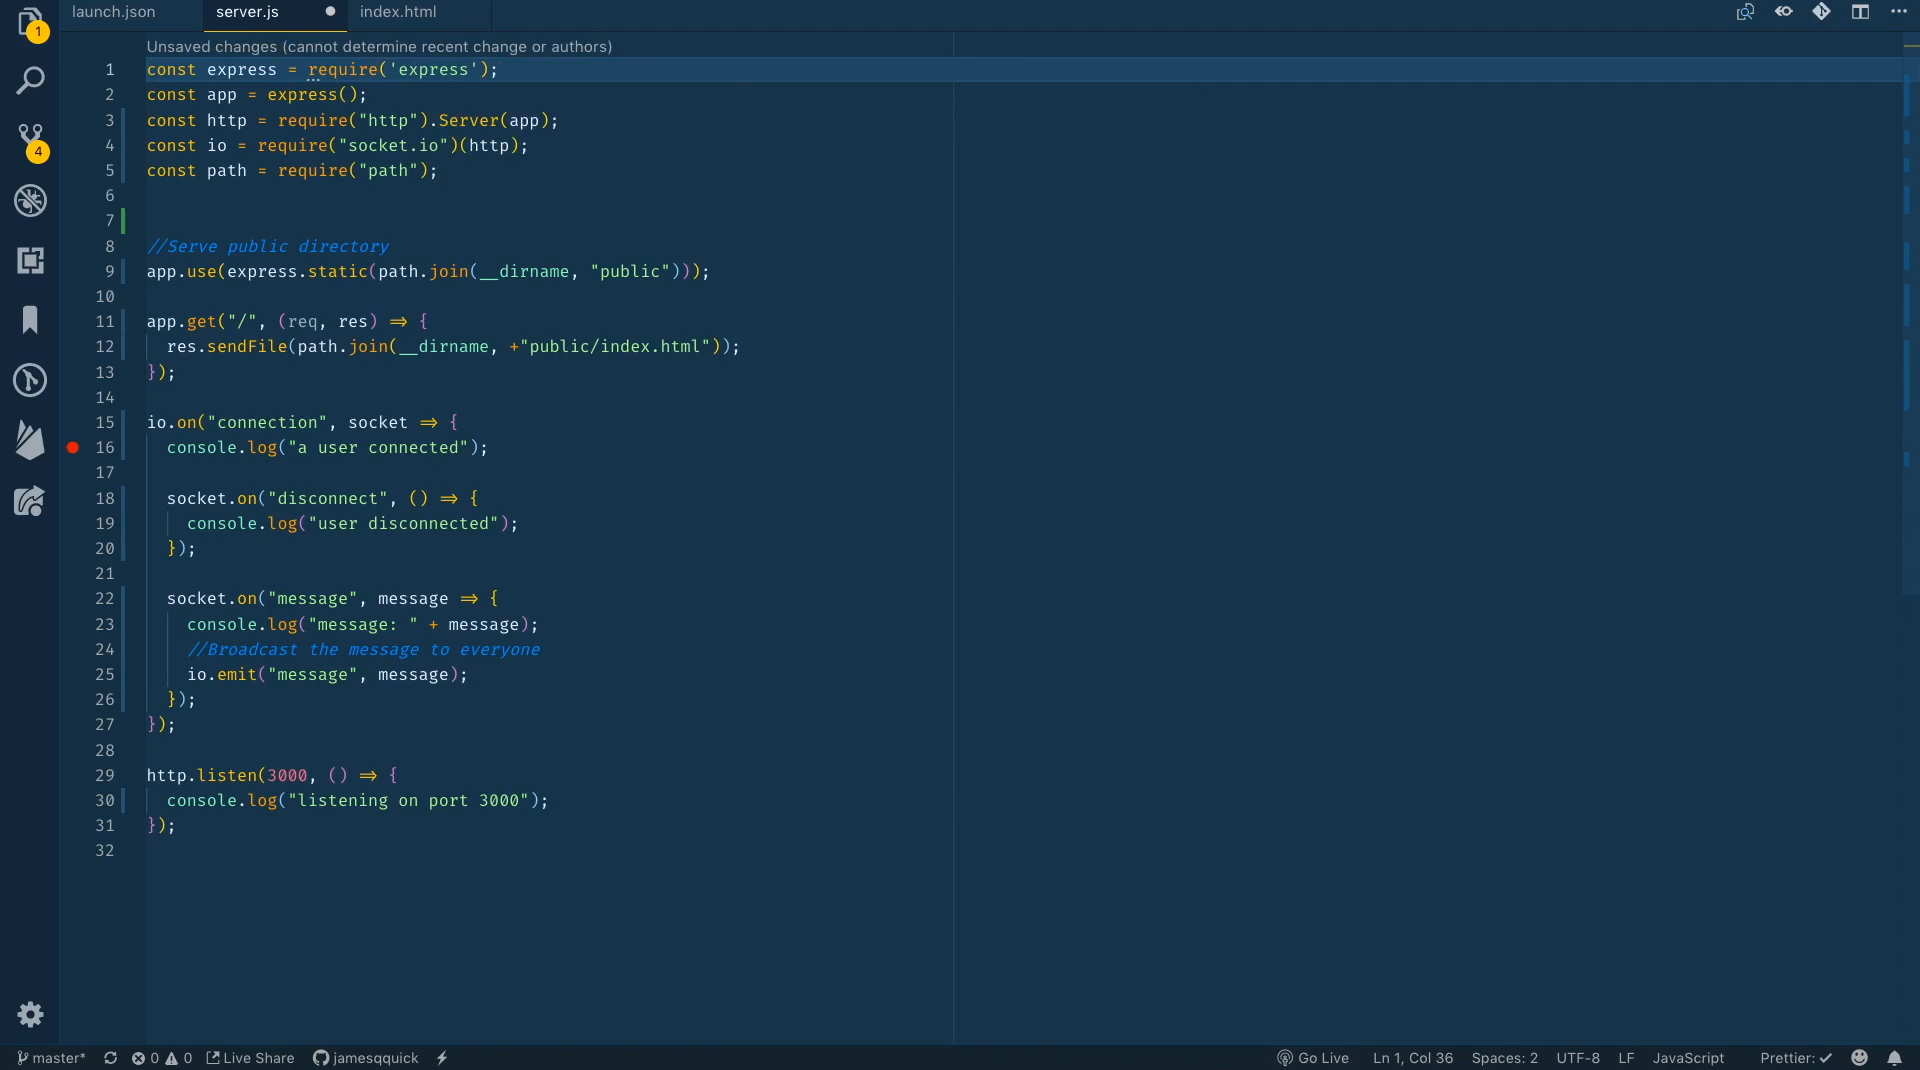 launch.json server.js index.html
1
4
Unsaved changes (cannot determine recent change or authors)
1 const express = require('express');
2 const app = express();
3 const http = require("http").Server(app);
4 const io = require("socket.io")(http);
5 const path = require("path");
6
7
8 //Serve public directory
9 app.use(express.static(path.join(__dirname, "public")));
10
11 app.get("/", (req, res) => {
12 res.sendFile(path.join(__dirname, +"public/index.html"));
13 });
14
15 io.on("connection", socket => {
16 console.log("a user connected");
17
18 socket.on("disconnect", () => {
19 console.log("user disconnected");
20 });
21
22 socket.on("message", message => {
23 console.log("message: " + message);
24 //Broadcast the message to everyone
25 io.emit("message", message);
26 });
27 });
28
29 http.listen(3000, () => {
30 console.log("listening on port 3000");
31 });
32
master* 0 0 Live Share jamesqquick Go Live Ln 1, Col 36 Spaces: 2 UTF-8 LF JavaScript Prettier: ✓